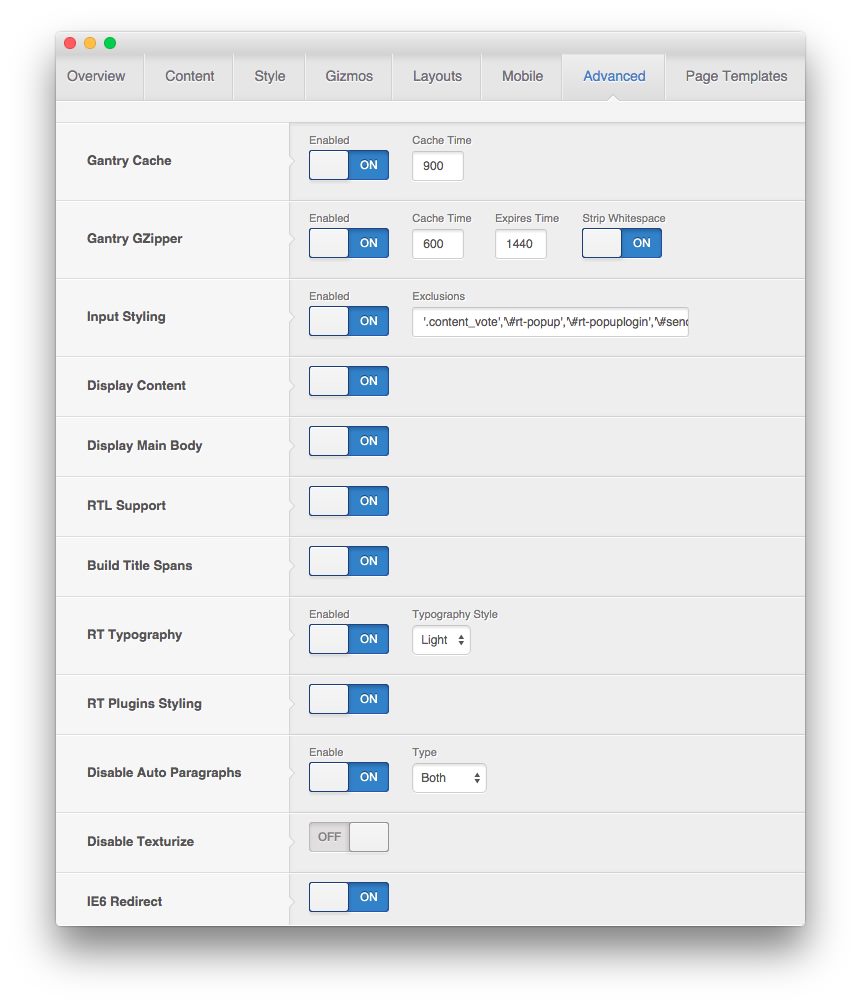 Overview Content Style Gizmos Layouts Mobile Advanced Page Templates
Enabled Cache Time
Gantry Cache ON 900
Enabled Cache Time Expires Time Strip Whitespace
Gantry GZipper ON 600 1440 ON
Enabled Exclusions
Input Styling ON '.content_vote','\#rt-popup','\#rt-popuplogin','\#send
Display Content ON
Display Main Body ON
RTL Support ON
Build Title Spans ON
Enabled Typography Style
RT Typography ON Light
RT Plugins Styling ON
Enable Type
Disable Auto Paragraphs ON Both
Disable Texturize OFF
IE6 Redirect ON